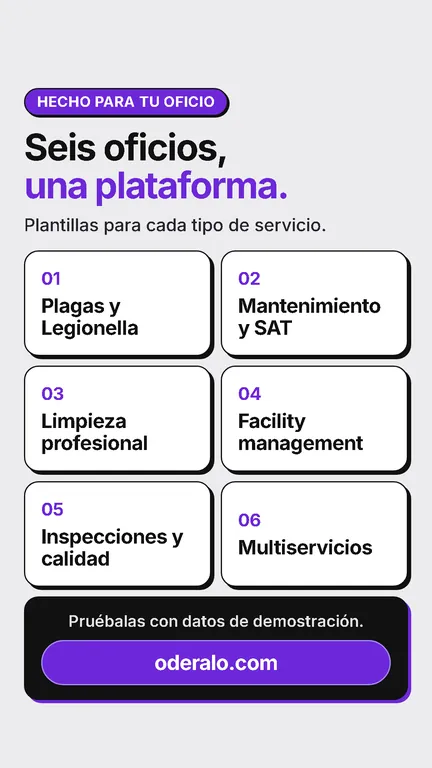 HECHO PARA TU OFICIO
Seis oficios,
una plataforma.
Plantillas para cada tipo de servicio.
01
Plagas y
Legionella
02
Mantenimiento
y SAT
03
Limpieza
profesional
04
Facility
management
05
Inspecciones y
calidad
06
Multiservicios
Pruébalas con datos de demostración.
oderalo.com